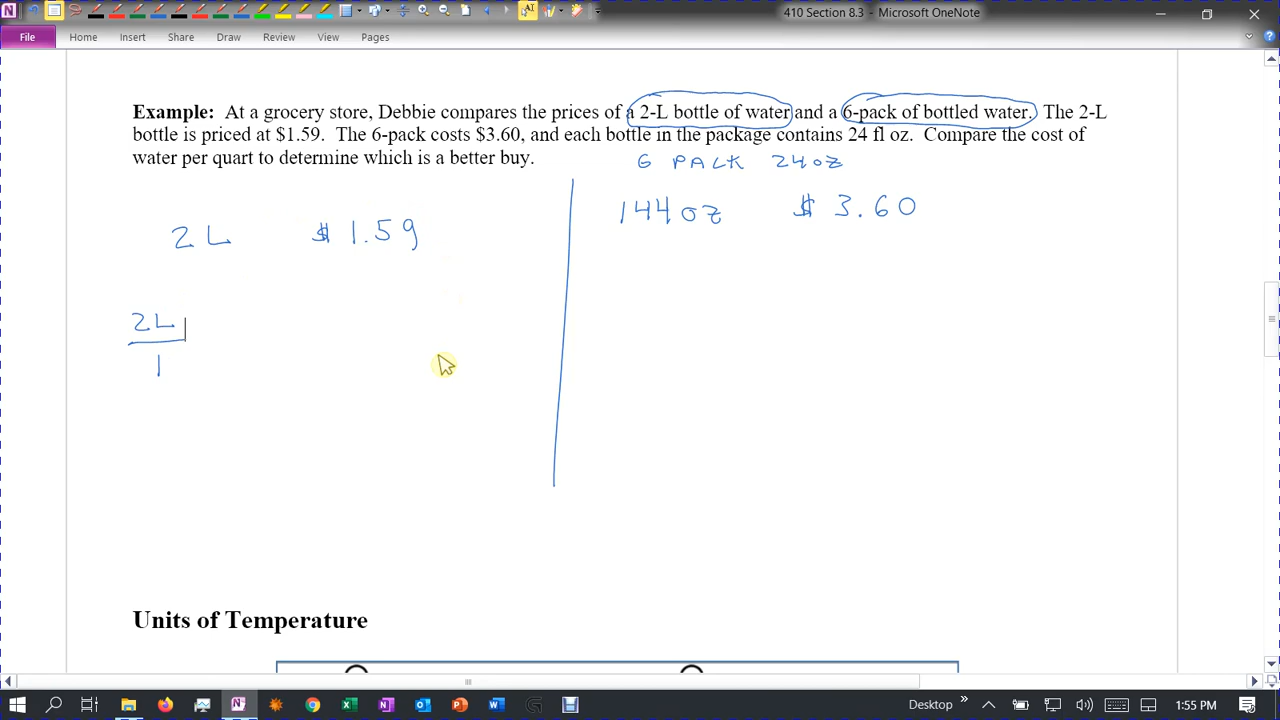 410 Section 8.3 - Microsoft OneNote
File Home Insert Share Draw Review View Pages
Example: At a grocery store, Debbie compares the prices of a 2-L bottle of water and a 6-pack of bottled water. The 2-L
bottle is priced at $1.59. The 6-pack costs $3.60, and each bottle in the package contains 24 fl oz. Compare the cost of
water per quart to determine which is a better buy.
6 PACK 24oz
144oz $ 3.60
2L $ 1.59
2L
1
Units of Temperature
Desktop
1:55 PM